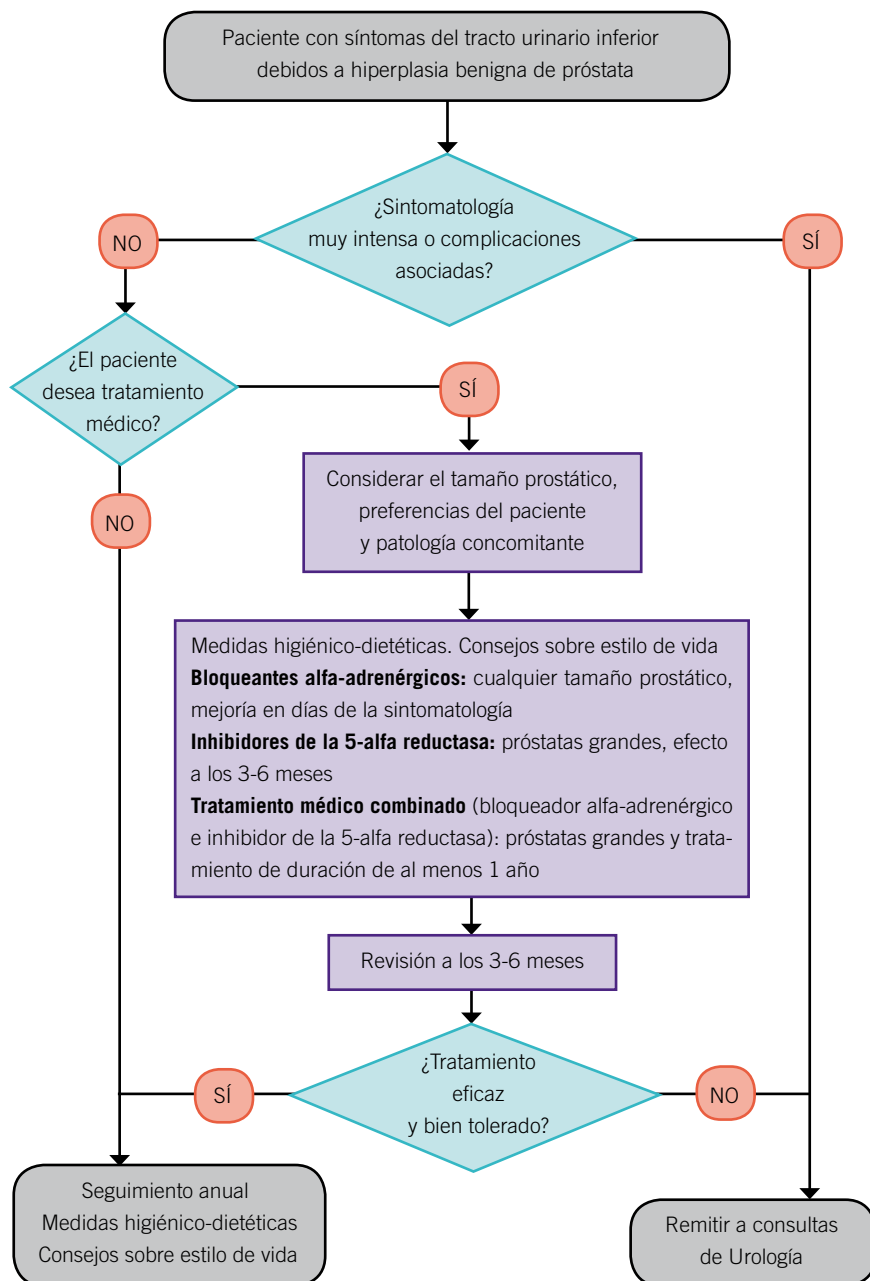 Paciente con síntomas del tracto urinario inferior
debidos a hiperplasia benigna de próstata
¿Sintomatología
muy intensa o complicaciones
asociadas?
NO
SÍ
¿El paciente
desea tratamiento
médico?
SÍ
NO
Considerar el tamaño prostático,
preferencias del paciente
y patología concomitante
Medidas higiénico-dietéticas. Consejos sobre estilo de vida
Bloqueantes alfa-adrenérgicos: cualquier tamaño prostático,
mejoría en días de la sintomatología
Inhibidores de la 5-alfa reductasa: próstatas grandes, efecto
a los 3-6 meses
Tratamiento médico combinado (bloqueador alfa-adrenérgico
e inhibidor de la 5-alfa reductasa): próstatas grandes y trata-
miento de duración de al menos 1 año
Revisión a los 3-6 meses
¿Tratamiento
eficaz
y bien tolerado?
SÍ
NO
Seguimiento anual
Medidas higiénico-dietéticas
Consejos sobre estilo de vida
Remitir a consultas
de Urología